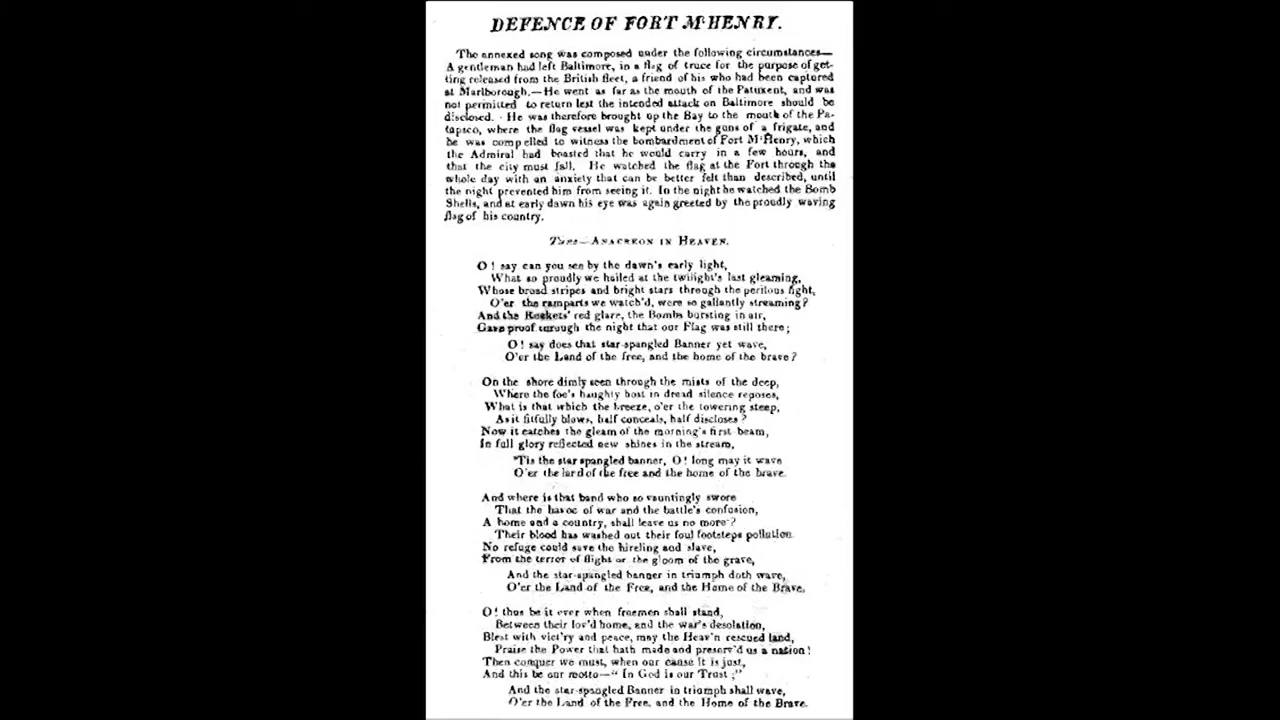 DEFENCE OF FORT M'HENRY.
The annexed song was composed under the following circumstances—
A gentleman had left Baltimore, in a flag of truce for the purpose of get-
ting released from the British fleet, a friend of his who had been captured
at Marlborough.—He went as far as the mouth of the Patuxent, and was
not permitted to return lest the intended attack on Baltimore should be
disclosed. He was therefore brought up the Bay to the mouth of the Pa-
tapsco, where the flag vessel was kept under the guns of a frigate, and
he was compelled to witness the bombardment of Fort M'Henry, which
the Admiral had boasted that he would carry in a few hours, and
that the city must fall. He watched the flag at the Fort through the
whole day with an anxiety that can be better felt than described, until
the night prevented him from seeing it. In the night he watched the Bomb
Shells, and at early dawn his eye was again greeted by the proudly waving
flag of his country.
Tune—ANACREON IN HEAVEN.
O! say can you see by the dawn's early light,
What so proudly we hailed at the twilight's last gleaming,
Whose broad stripes and bright stars through the perilous fight,
O'er the ramparts we watch'd, were so gallantly streaming?
And the Rockets' red glare, the Bombs bursting in air,
Gave proof through the night that our Flag was still there;
O! say does that star-spangled Banner yet wave,
O'er the Land of the free, and the home of the brave?
On the shore dimly seen through the mists of the deep,
Where the foe's haughty host in dread silence reposes,
What is that which the breeze, o'er the towering steep,
As it fitfully blows, half conceals, half discloses?
Now it catches the gleam of the morning's first beam,
In full glory reflected new shines in the stream,
'Tis the star spangled banner, O! long may it wave
O'er the land of the free and the home of the brave.
And where is that band who so vauntingly swore
That the havoc of war and the battle's confusion,
A home and a country, shall leave us no more?
Their blood has washed out their foul footsteps pollution.
No refuge could save the hireling and slave,
From the terror of flight or the gloom of the grave,
And the star-spangled banner in triumph doth wave,
O'er the Land of the Free, and the Home of the Brave.
O! thus be it ever when freemen shall stand,
Between their lov'd home, and the war's desolation,
Blest with vict'ry and peace, may the Heav'n rescued land,
Praise the Power that hath made and preserv'd us a nation!
Then conquer we must, when our cause it is just,
And this be our motto—"In God is our Trust;"
And the star-spangled Banner in triumph shall wave,
O'er the Land of the Free, and the Home of the Brave.